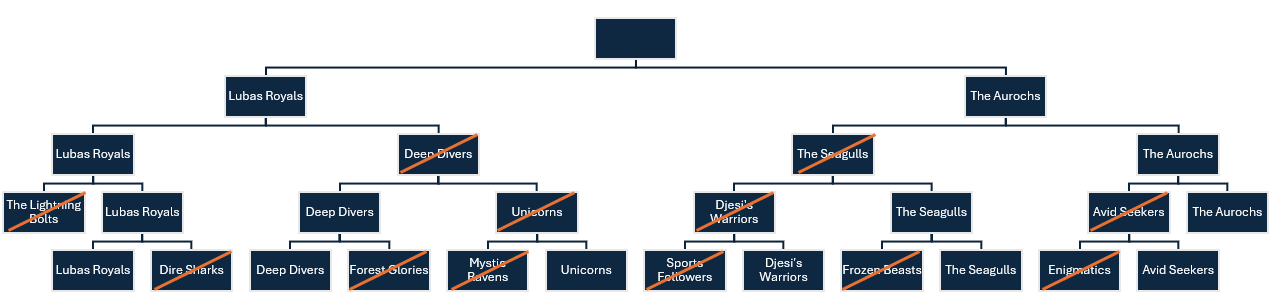 Lubas Royals
The Aurochs
Lubas Royals
Deep Divers
The Seagulls
The Aurochs
The Lightning
Bolts
Lubas Royals
Deep Divers
Unicorns
Djesi's
Warriors
The Seagulls
Avid Seekers
The Aurochs
Lubas Royals
Dire Sharks
Deep Divers
Forest Glories
Mystic
Ravens
Unicorns
Sports
Followers
Djesi's
Warriors
Frozen Beasts
The Seagulls
Enigmatics
Avid Seekers